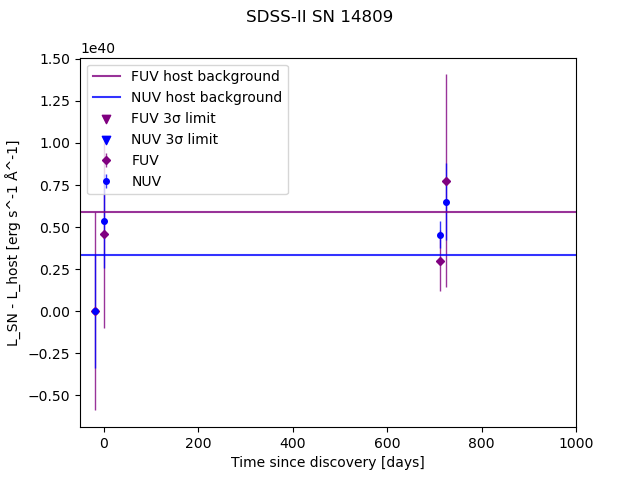 SDSS-II SN 14809
1e40
1.50
1.25
1.00
0.75
0.50
0.25
0.00
−0.25
−0.50
L_SN - L_host [erg s^-1 Å^-1]
FUV host background
NUV host background
FUV 3σ limit
NUV 3σ limit
FUV
NUV
0 200 400 600 800 1000
Time since discovery [days]